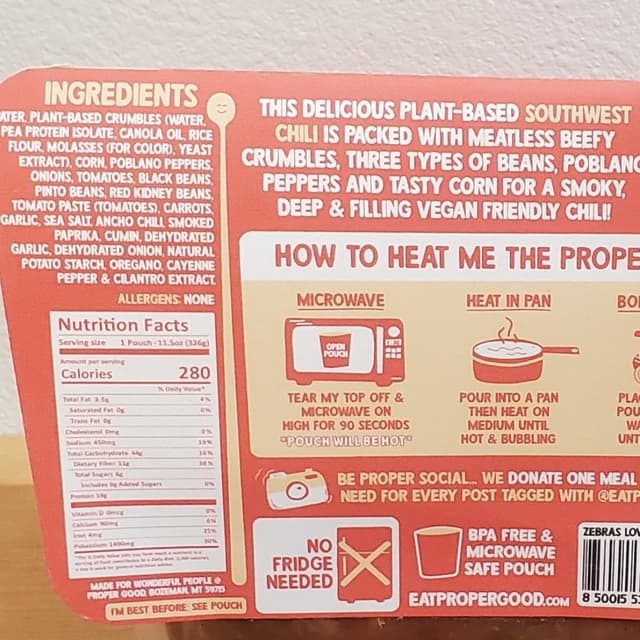 INGREDIENTS
ATER, PLANT-BASED CRUMBLES (WATER,
PEA PROTEIN ISOLATE, CANOLA OIL, RICE
FLOUR, MOLASSES (FOR COLOR), YEAST
EXTRACT), CORN, POBLANO PEPPERS,
ONIONS, TOMATOES, BLACK BEANS,
PINTO BEANS, RED KIDNEY BEANS,
TOMATO PASTE (TOMATOES), CARROTS,
GARLIC, SEA SALT, ANCHO CHILI, SMOKED
PAPRIKA, CUMIN, DEHYDRATED
GARLIC, DEHYDRATED ONION, NATURAL
POTATO STARCH, OREGANO, CAYENNE
PEPPER & CILANTRO EXTRACT
ALLERGENS: NONE
Nutrition Facts
Serving size 1 Pouch - 11.5oz (326g)
Amount per serving
Calories 280
% Daily Value*
Total Fat 3.5g 4%
Saturated Fat 0g 0%
Trans Fat 0g
Cholesterol 0mg 0%
Sodium 450mg 19%
Total Carbohydrate 44g 16%
Dietary Fiber 11g 38%
Total Sugars 6g
Includes 0g Added Sugars 0%
Protein 19g
Vitamin D 0mcg 0%
Calcium 90mg 6%
Iron 4mg 25%
Potassium 1490mg 30%
MADE FOR WONDERFUL PEOPLE @
PROPER GOOD, BOZEMAN, MT 59715
I'M BEST BEFORE: SEE POUCH
THIS DELICIOUS PLANT-BASED SOUTHWEST
CHILI IS PACKED WITH MEATLESS BEEFY
CRUMBLES, THREE TYPES OF BEANS, POBLANO
PEPPERS AND TASTY CORN FOR A SMOKY,
DEEP & FILLING VEGAN FRIENDLY CHILI!
HOW TO HEAT ME THE PROPE
MICROWAVE
OPEN
POUCH
TEAR MY TOP OFF &
MICROWAVE ON
HIGH FOR 90 SECONDS
*POUCH WILL BE HOT*
HEAT IN PAN
POUR INTO A PAN
THEN HEAT ON
MEDIUM UNTIL
HOT & BUBBLING
BOI
PLA
POU
WA
UNT
BE PROPER SOCIAL... WE DONATE ONE MEAL
NEED FOR EVERY POST TAGGED WITH @EATP
NO
FRIDGE
NEEDED
BPA FREE &
MICROWAVE
SAFE POUCH
EATPROPERGOOD.COM
ZEBRAS LOV
8 50015 53